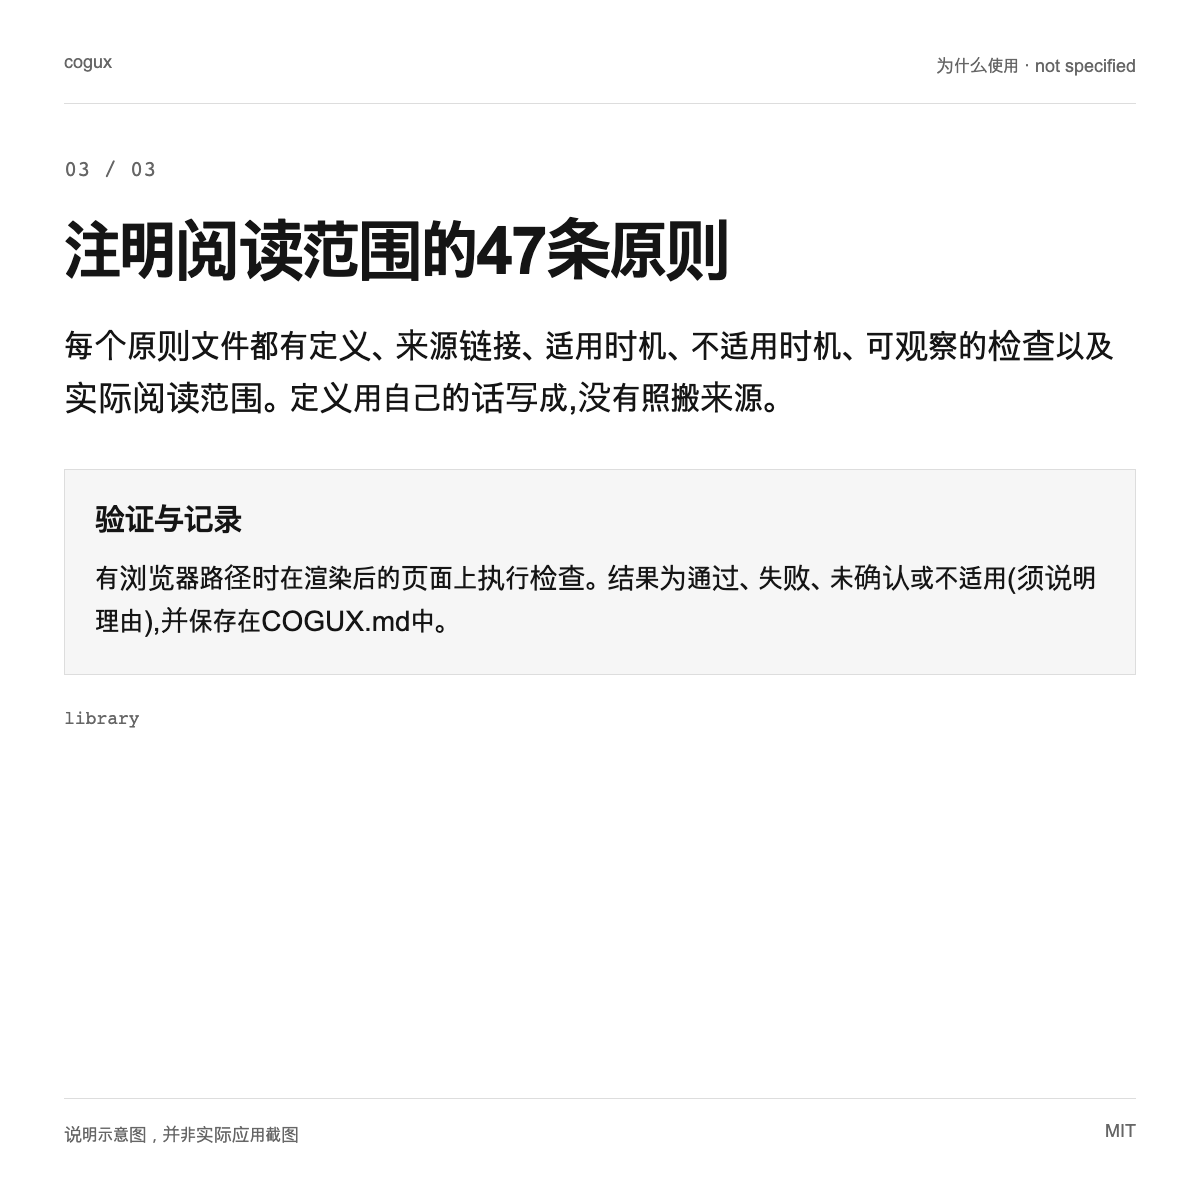 cogux
为什么使用 · not specified
03 / 03
注明阅读范围的47条原则
每个原则文件都有定义、来源链接、适用时机、不适用时机、可观察的检查以及
实际阅读范围。定义用自己的话写成,没有照搬来源。
验证与记录
有浏览器路径时在渲染后的页面上执行检查。结果为通过、失败、未确认或不适用(须说明
理由),并保存在COGUX.md中。
library
说明示意图，并非实际应用截图
MIT